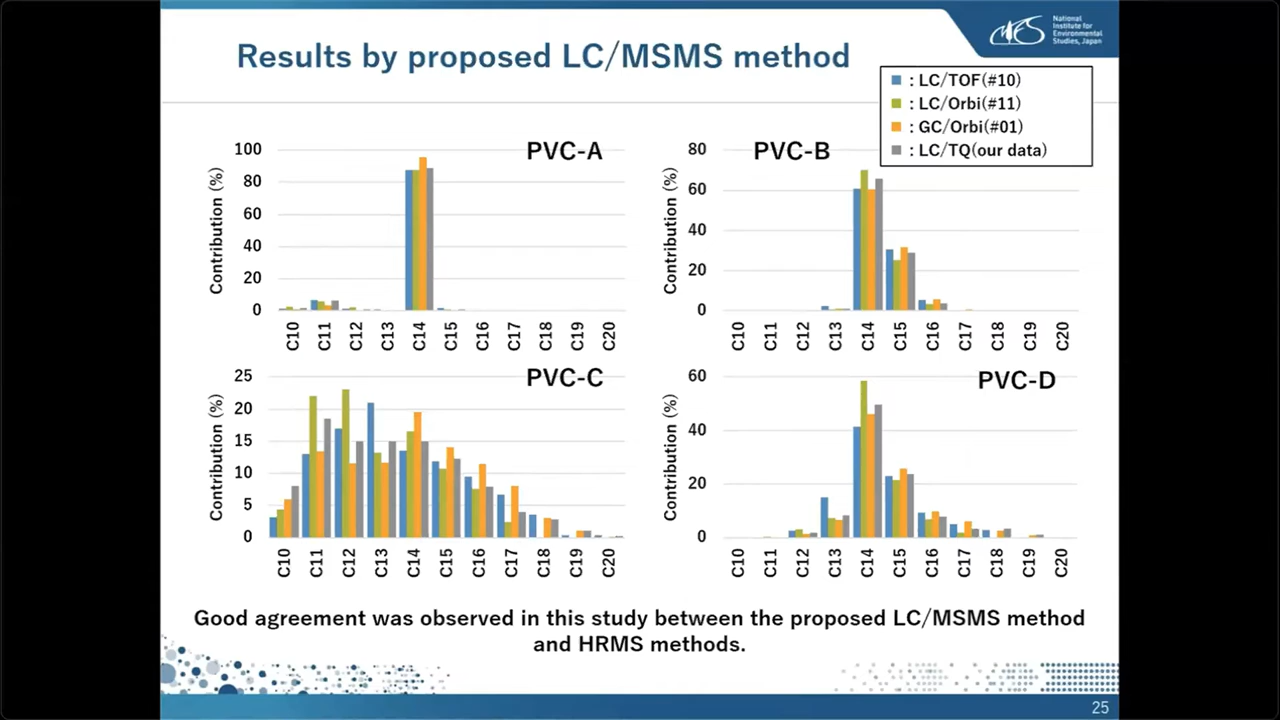 Results by proposed LC/MSMS method
National
Institute for
Environmental
Studies, Japan
: LC/TOF(#10)
: LC/Orbi(#11)
: GC/Orbi(#01)
: LC/TQ(our data)
PVC-A
Contribution (%)
100
80
60
40
20
0
C10 C11 C12 C13 C14 C15 C16 C17 C18 C19 C20
PVC-B
Contribution (%)
80
60
40
20
0
C10 C11 C12 C13 C14 C15 C16 C17 C18 C19 C20
PVC-C
Contribution (%)
25
20
15
10
5
0
C10 C11 C12 C13 C14 C15 C16 C17 C18 C19 C20
PVC-D
Contribution (%)
60
40
20
0
C10 C11 C12 C13 C14 C15 C16 C17 C18 C19 C20
Good agreement was observed in this study between the proposed LC/MSMS method
and HRMS methods.
25